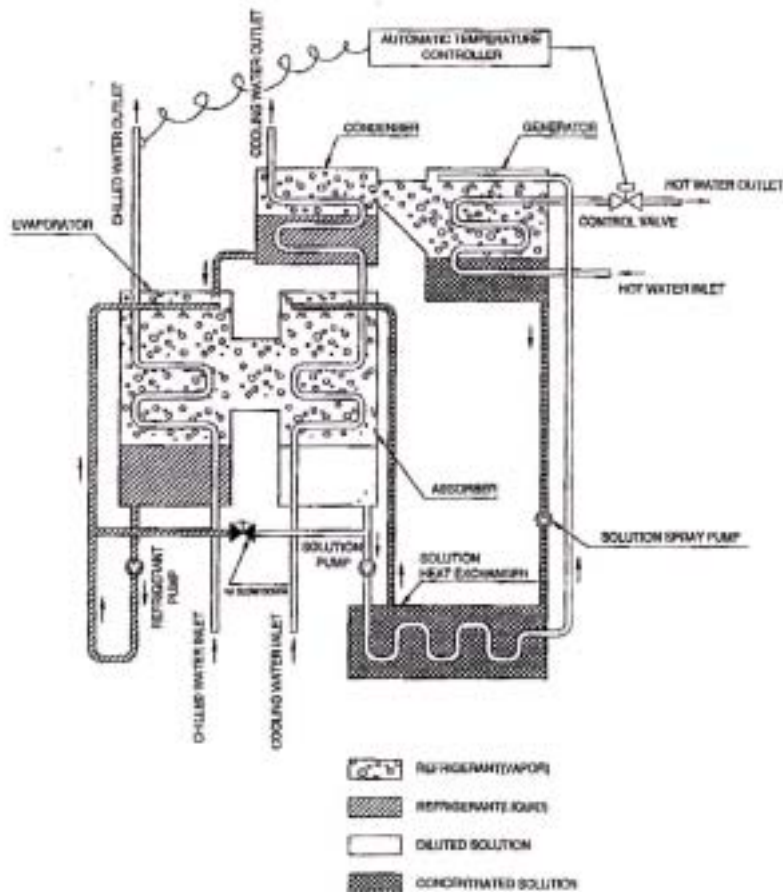 AUTOMATIC TEMPERATURE
CONTROLLER
CHILLED WATER OUTLET
COOLING WATER OUTLET
CONDENSER
GENERATOR
HOT WATER OUTLET
CONTROL VALVE
EVAPORATOR
HOT WATER INLET
ABSORBER
SOLUTION SPRAY PUMP
SOLUTION
PUMP
SOLUTION
HEAT EXCHANGER
REFRIGERANT
PUMP
CHILLED WATER INLET
COOLING WATER INLET
REFRIGERANT(VAPOR)
REFRIGERANT(LIQUID)
DILUTED SOLUTION
CONCENTRATED SOLUTION